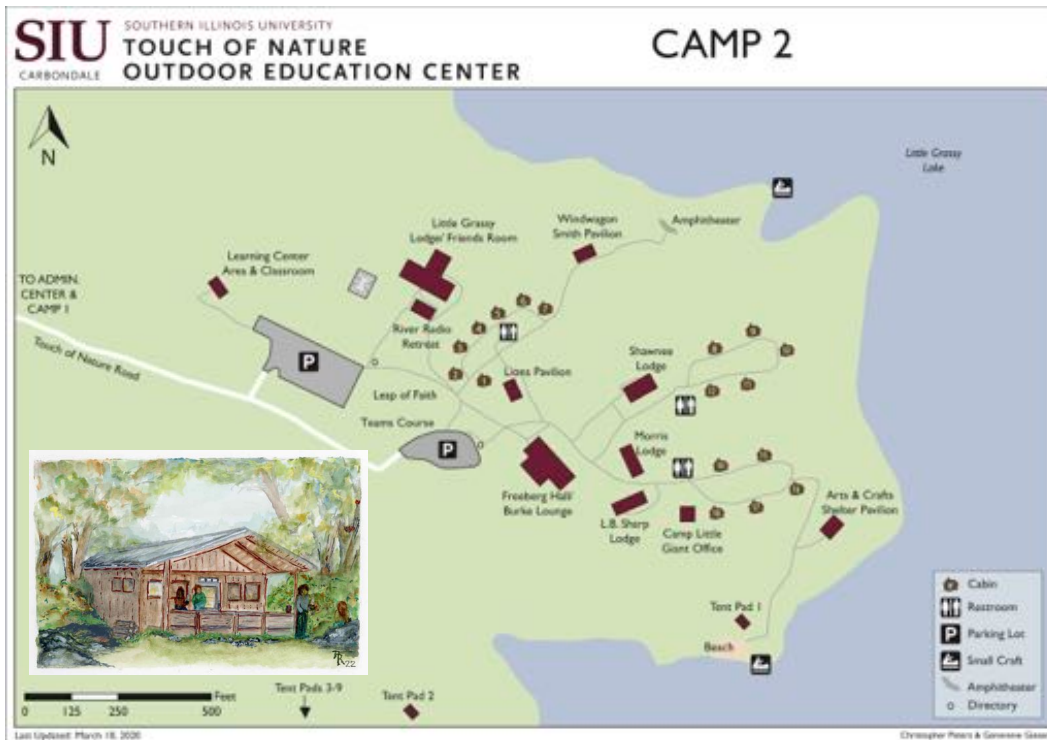 SIU
CARBONDALE
SOUTHERN ILLINOIS UNIVERSITY
TOUCH OF NATURE
OUTDOOR EDUCATION CENTER
CAMP 2
N
Little Grassy
Lake
Little Grassy
Lodge/ Friends Room
Windwagon
Smith Pavilion
Amphitheater
Learning Center
Area & Classroom
TO ADMIN.
CENTER &
CAMP 1
Touch of Nature Road
P
River Radio
Retreat
Lions Pavilion
Shawnee
Lodge
Leap of Faith
Teams Course
P
Morris
Lodge
Freeberg Hall/
Burke Lounge
L.B. Sharp
Lodge
Camp Little
Giant Office
Arts & Crafts
Shelter Pavilion
Tent Pad 1
Beach
Tent Pads 3-9
Tent Pad 2
Cabin
Restroom
P Parking Lot
Small Craft
Amphitheater
Directory
22
Feet
0 125 250 500
Last Updated: March 18, 2020
Christopher Peters &